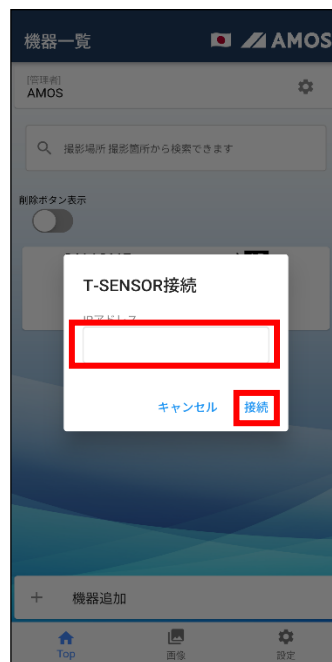 機器一覧
AMOS
[管理者]
AMOS
撮影場所 撮影箇所から検索できます
削除ボタン表示
T-SENSOR接続
IPアドレス
キャンセル 接続
機器追加
Top 画像 設定